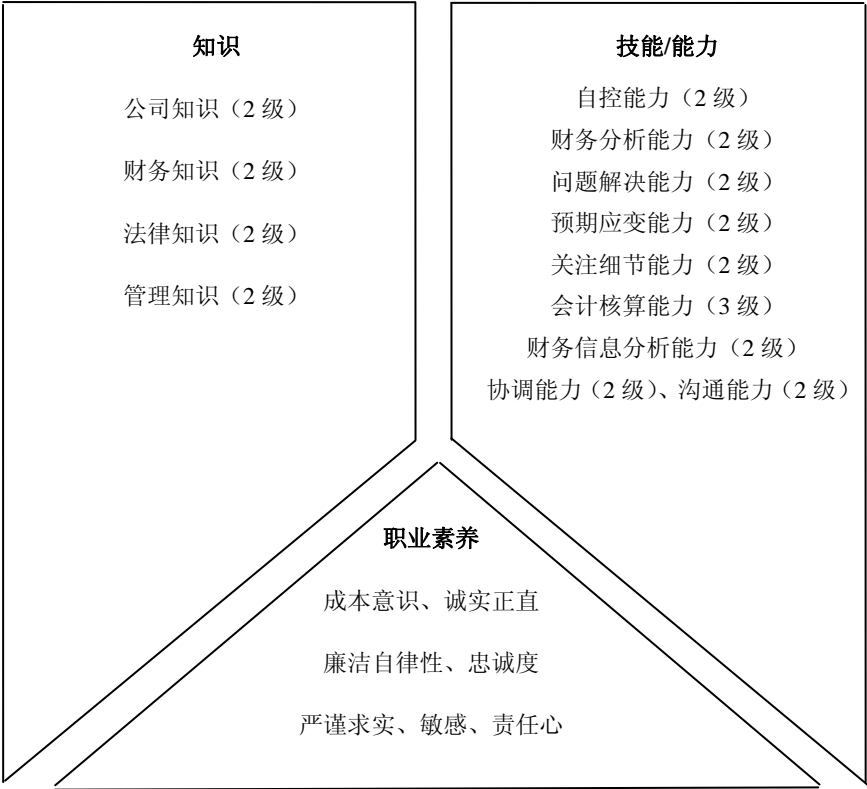 知识
公司知识（2 级）
财务知识（2 级）
法律知识（2 级）
管理知识（2 级）
技能/能力
自控能力（2 级）
财务分析能力（2 级）
问题解决能力（2 级）
预期应变能力（2 级）
关注细节能力（2 级）
会计核算能力（3 级）
财务信息分析能力（2 级）
协调能力（2 级）、沟通能力（2 级）
职业素养
成本意识、诚实正直
廉洁自律性、忠诚度
严谨求实、敏感、责任心